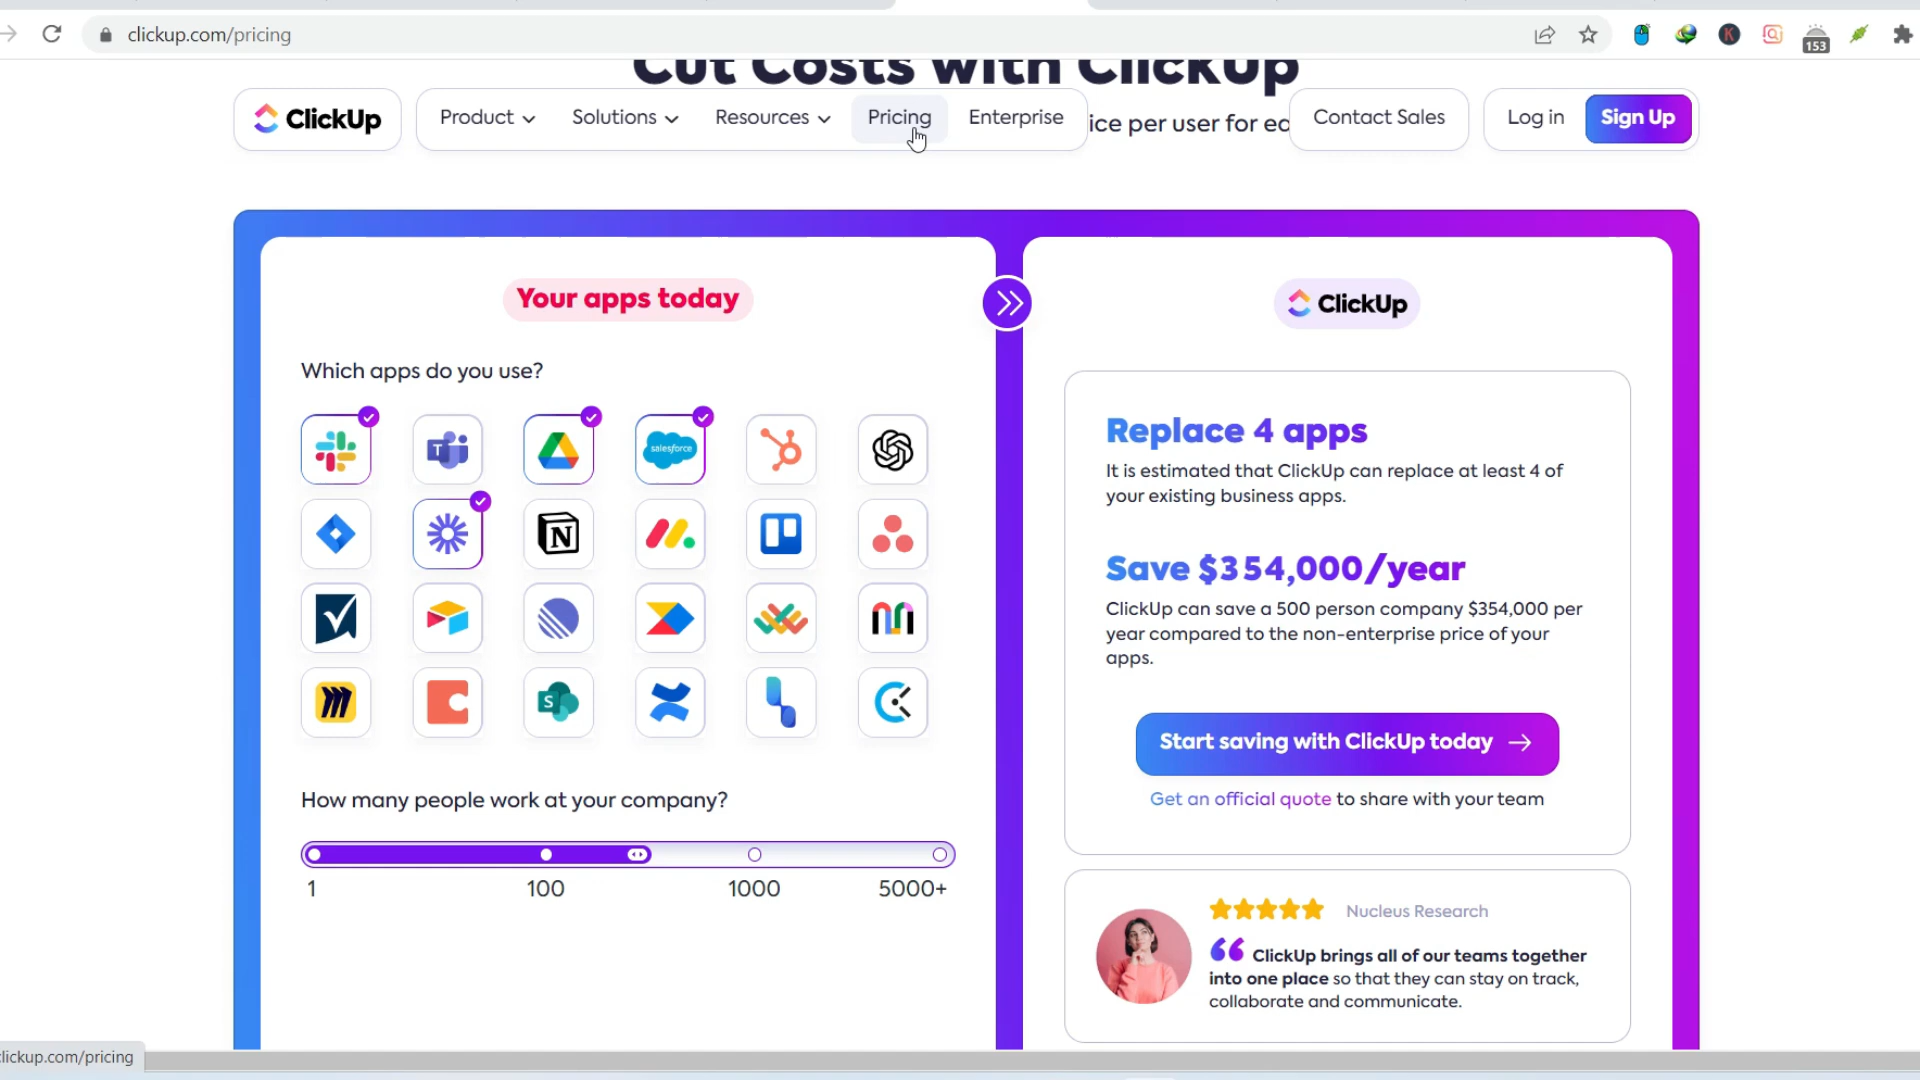 clickup.com/pricing
153
Cut Costs with ClickUp
ClickUp
Product
Solutions
Resources
Pricing
Enterprise
ice per user for ea
Contact Sales
Log in
Sign Up
Your apps today
ClickUp
Which apps do you use?
salesforce
Replace 4 apps
It is estimated that ClickUp can replace at least 4 of
your existing business apps.
Save $354,000/year
ClickUp can save a 500 person company $354,000 per
year compared to the non-enterprise price of your
apps.
Start saving with ClickUp today
Get an official quote to share with your team
How many people work at your company?
1
100
1000
5000+
Nucleus Research
ClickUp brings all of our teams together
into one place so that they can stay on track,
collaborate and communicate.
lickup.com/pricing